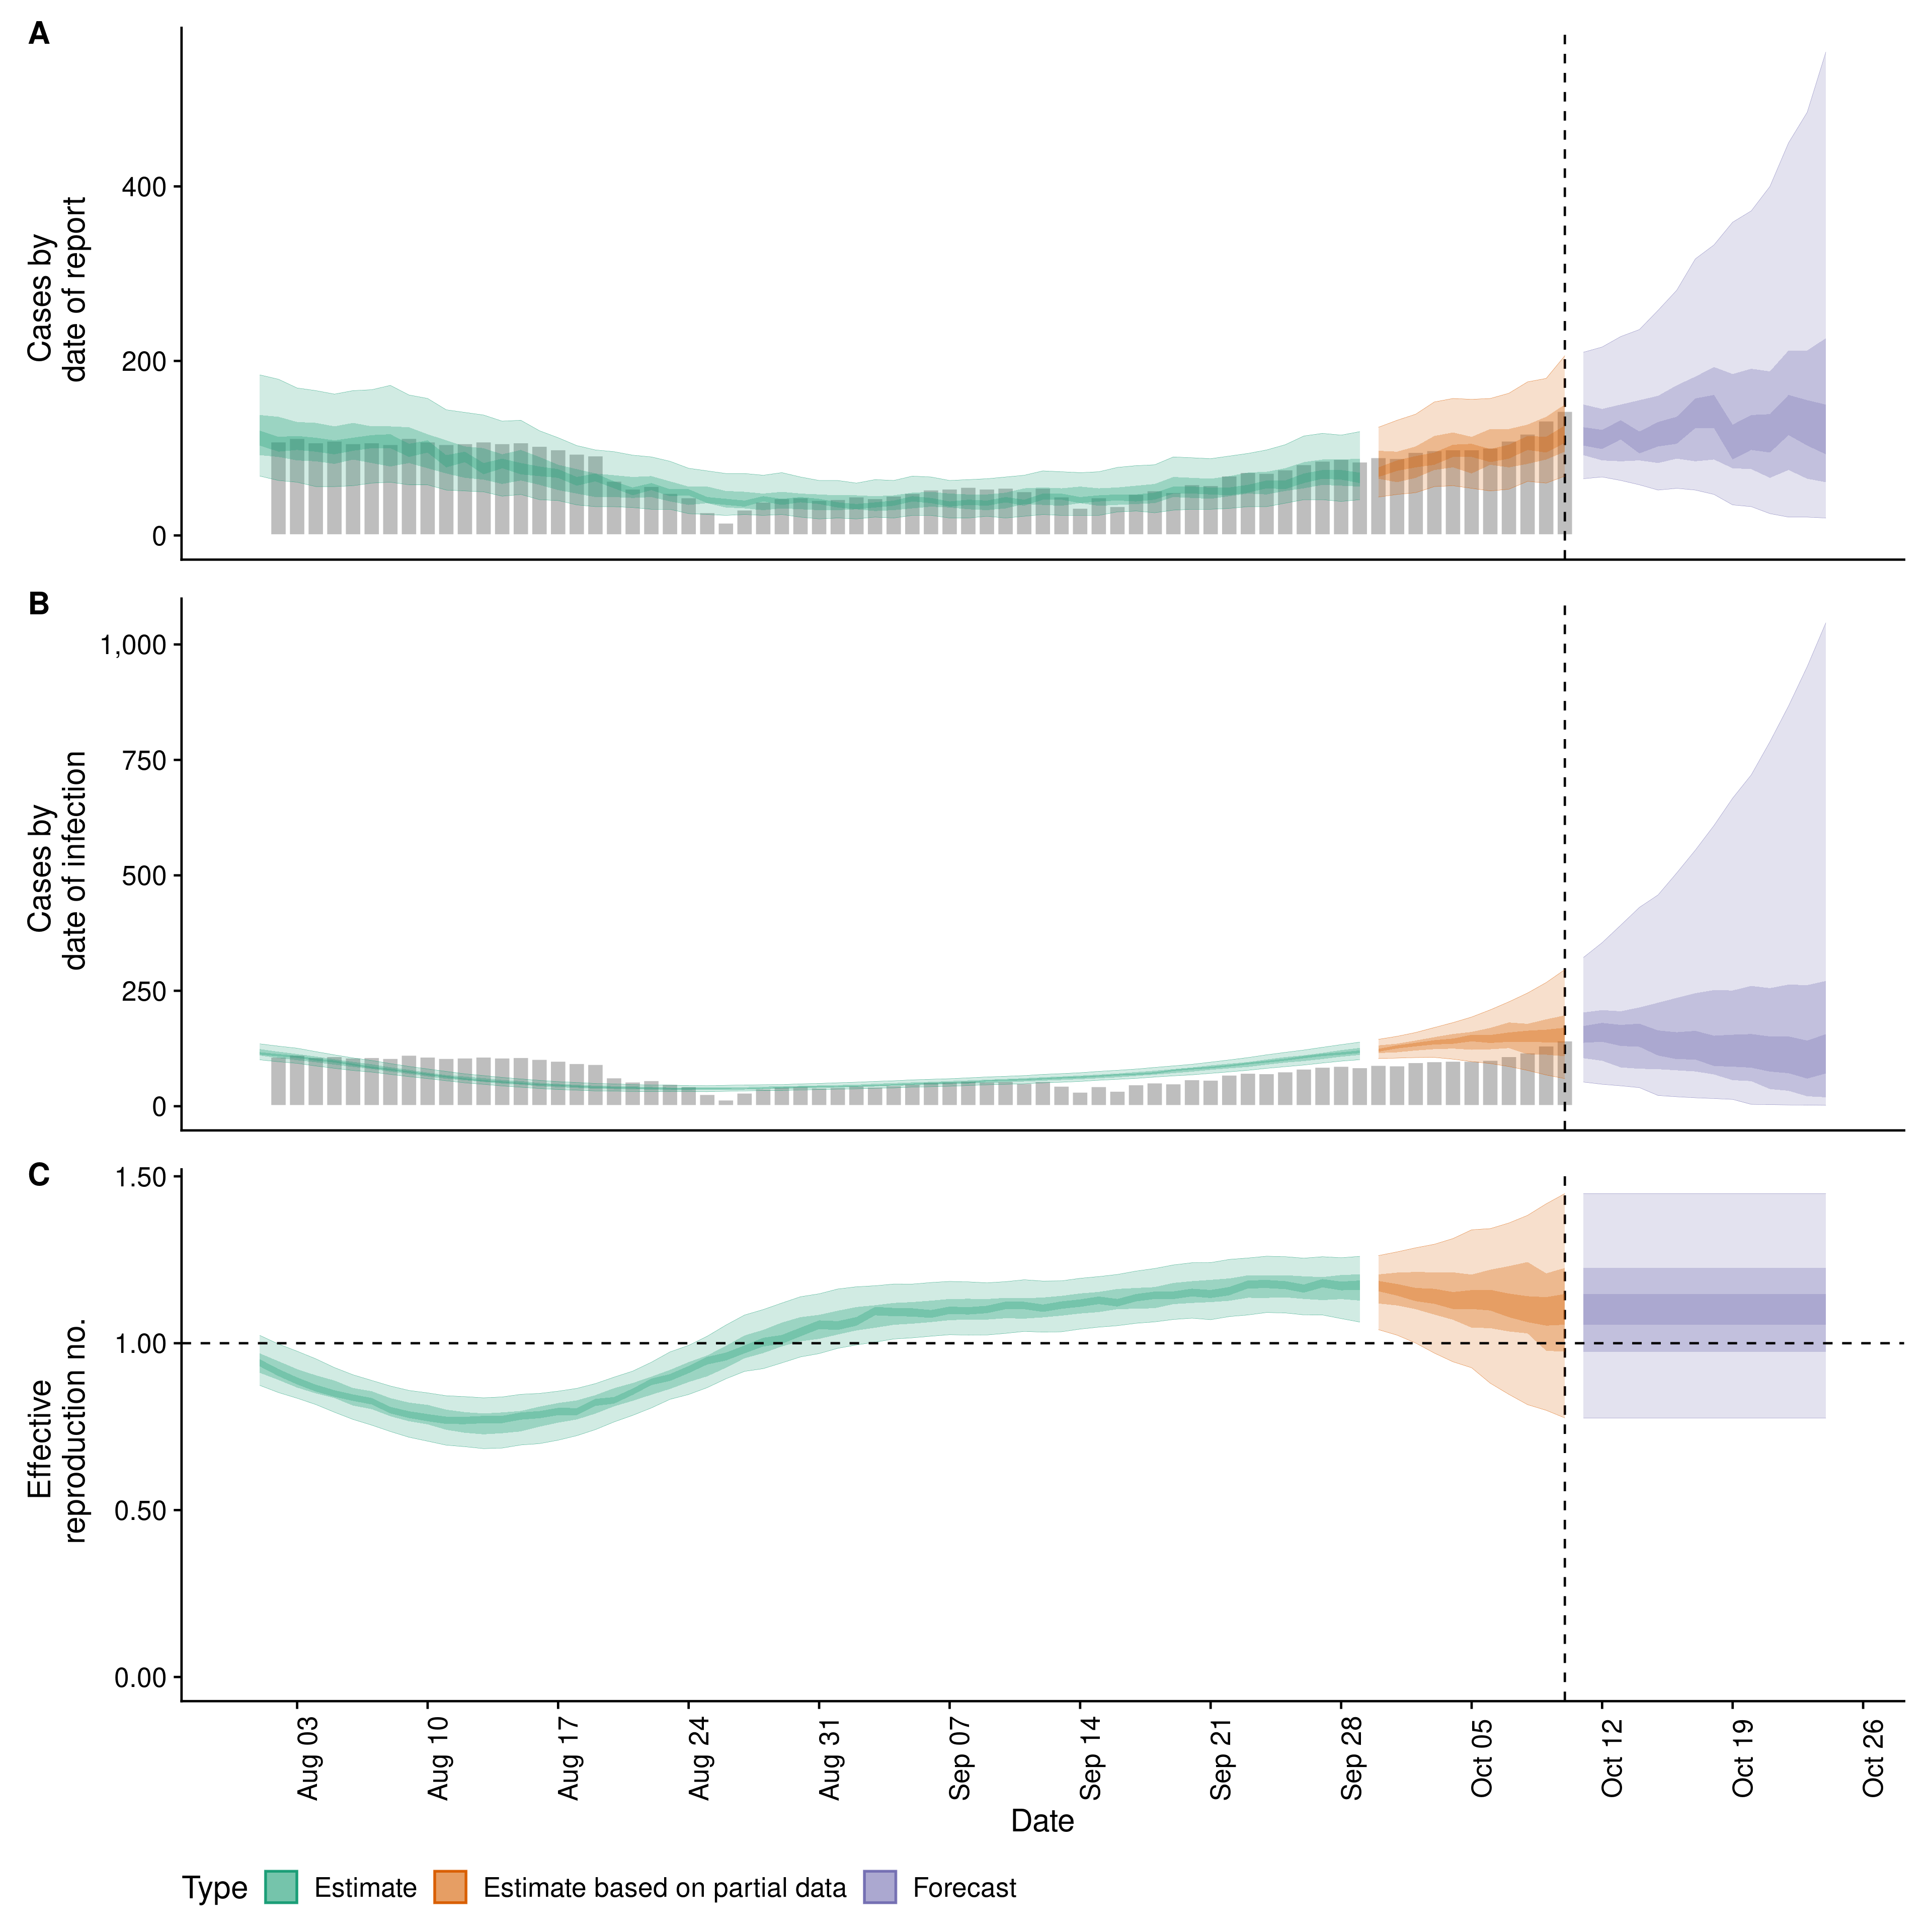 A
Cases by
date of report
400
200
0
B
Cases by
date of infection
1,000
750
500
250
0
C
Effective
reproduction no.
1.50
1.00
0.50
0.00
Aug 03
Aug 10
Aug 17
Aug 24
Aug 31
Sep 07
Sep 14
Sep 21
Sep 28
Oct 05
Oct 12
Oct 19
Oct 26
Date
Type Estimate Estimate based on partial data Forecast